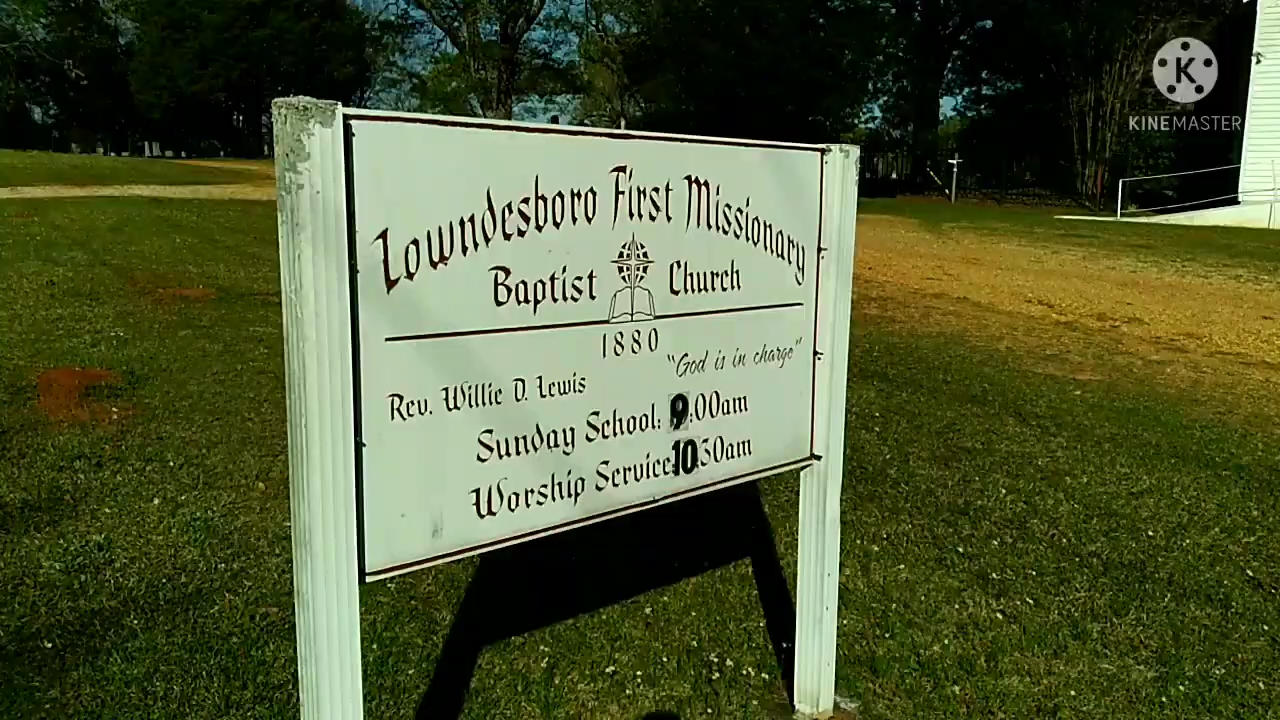 Lowndesboro First Missionary
Baptist Church
1880
"God is in charge"
Rev. Willie D. Lewis
Sunday School: 9:00am
Worship Service:10:30am
K
KINEMASTER